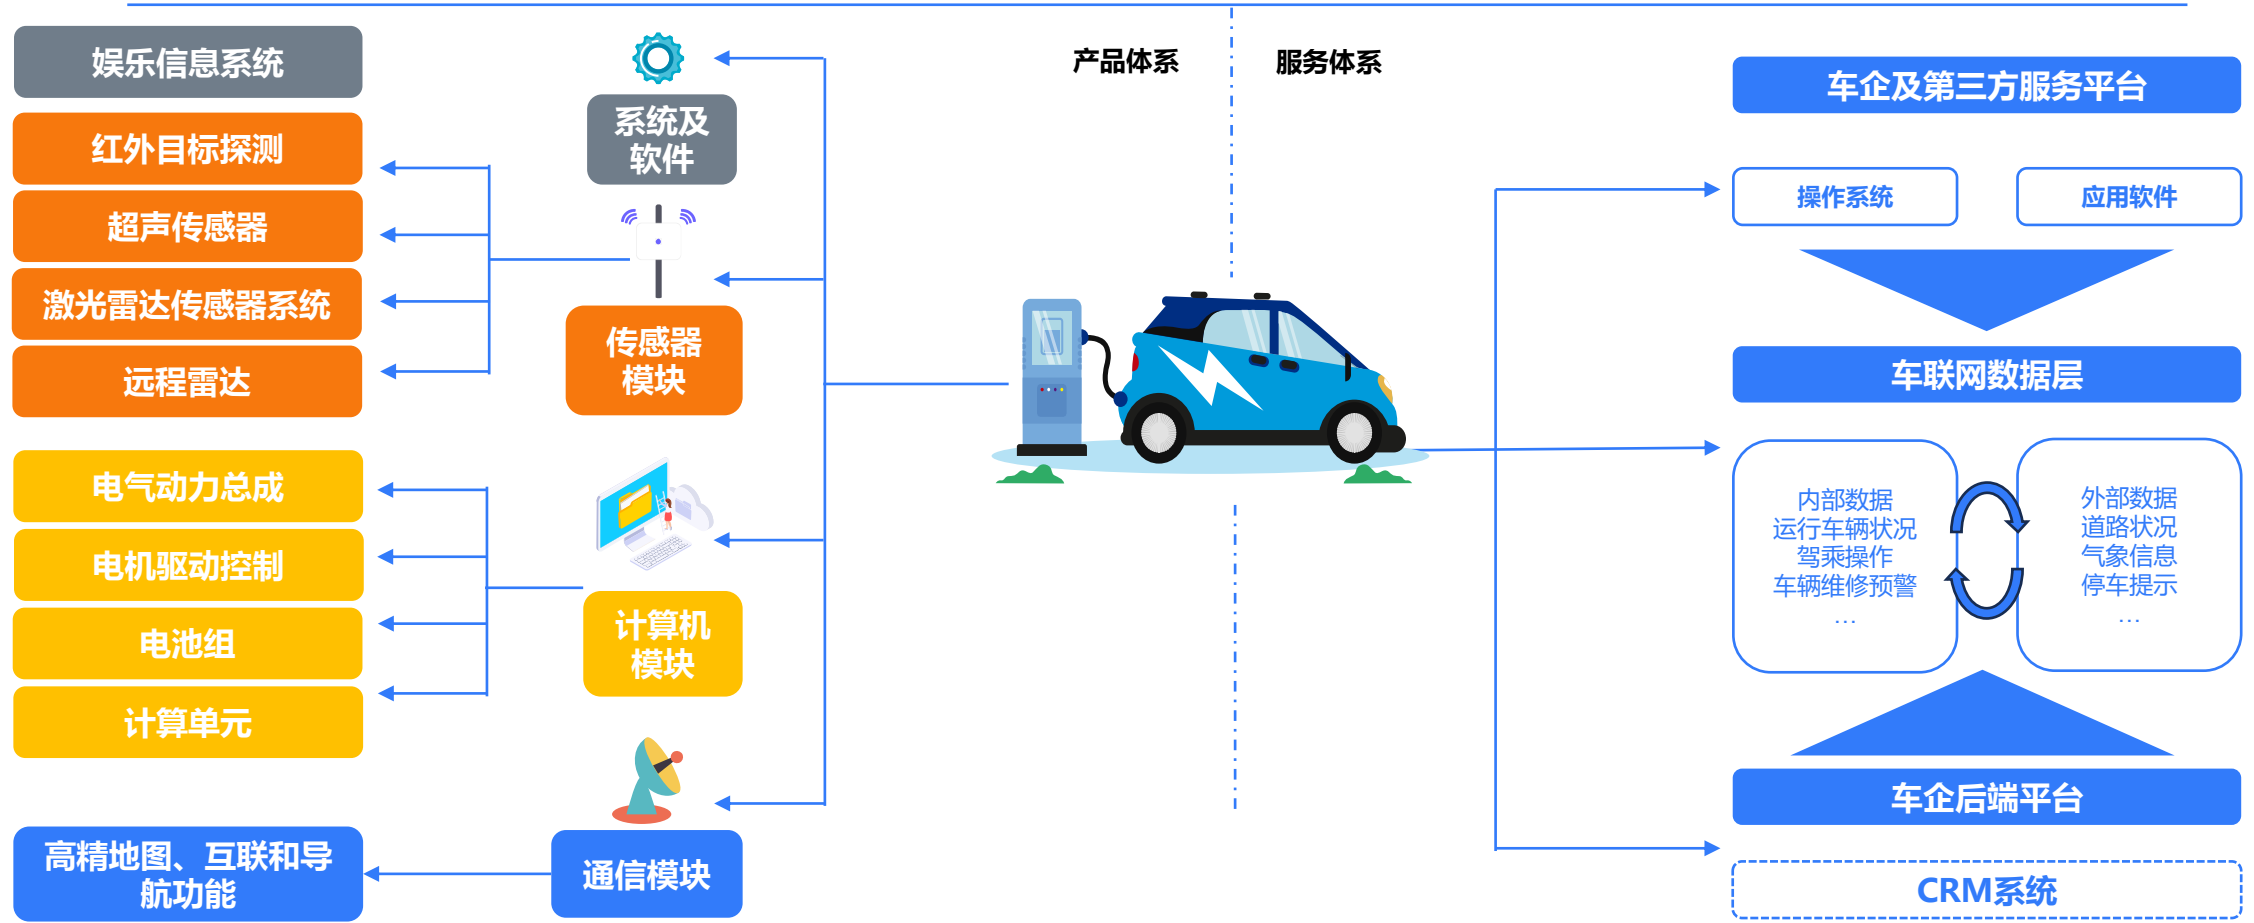 产品体系
服务体系
娱乐信息系统
红外目标探测
超声传感器
激光雷达传感器系统
远程雷达
电气动力总成
电机驱动控制
电池组
计算单元
高精地图、互联和导
航功能
系统及
软件
传感器
模块
计算机
模块
通信模块
车企及第三方服务平台
操作系统
应用软件
车联网数据层
内部数据
运行车辆状况
驾乘操作
车辆维修预警
…
外部数据
道路状况
气象信息
停车提示
…
车企后端平台
CRM系统